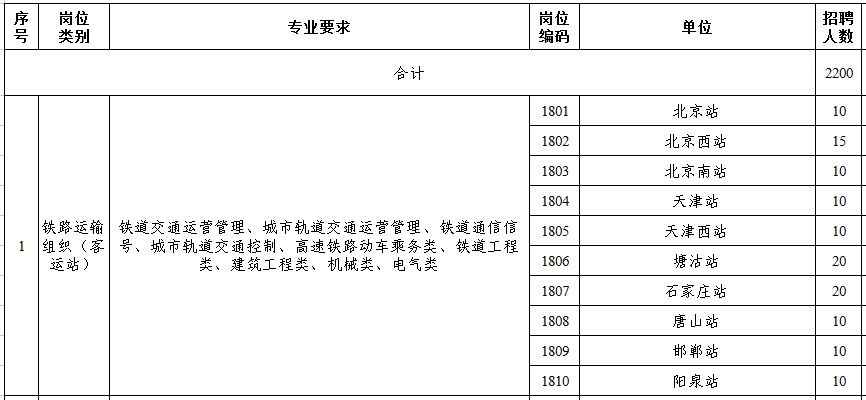 序号 岗位类别 专业要求 岗位编码 单位 招聘人数
合计 2200
1 铁路运输组织（客运站） 铁道交通运营管理、城市轨道交通运营管理、铁道通信信号、城市轨道交通控制、高速铁路动车乘务类、铁道工程类、建筑工程类、机械类、电气类
1801 北京站 10
1802 北京西站 15
1803 北京南站 10
1804 天津站 10
1805 天津西站 10
1806 塘沽站 20
1807 石家庄站 20
1808 唐山站 10
1809 邯郸站 10
1810 阳泉站 10